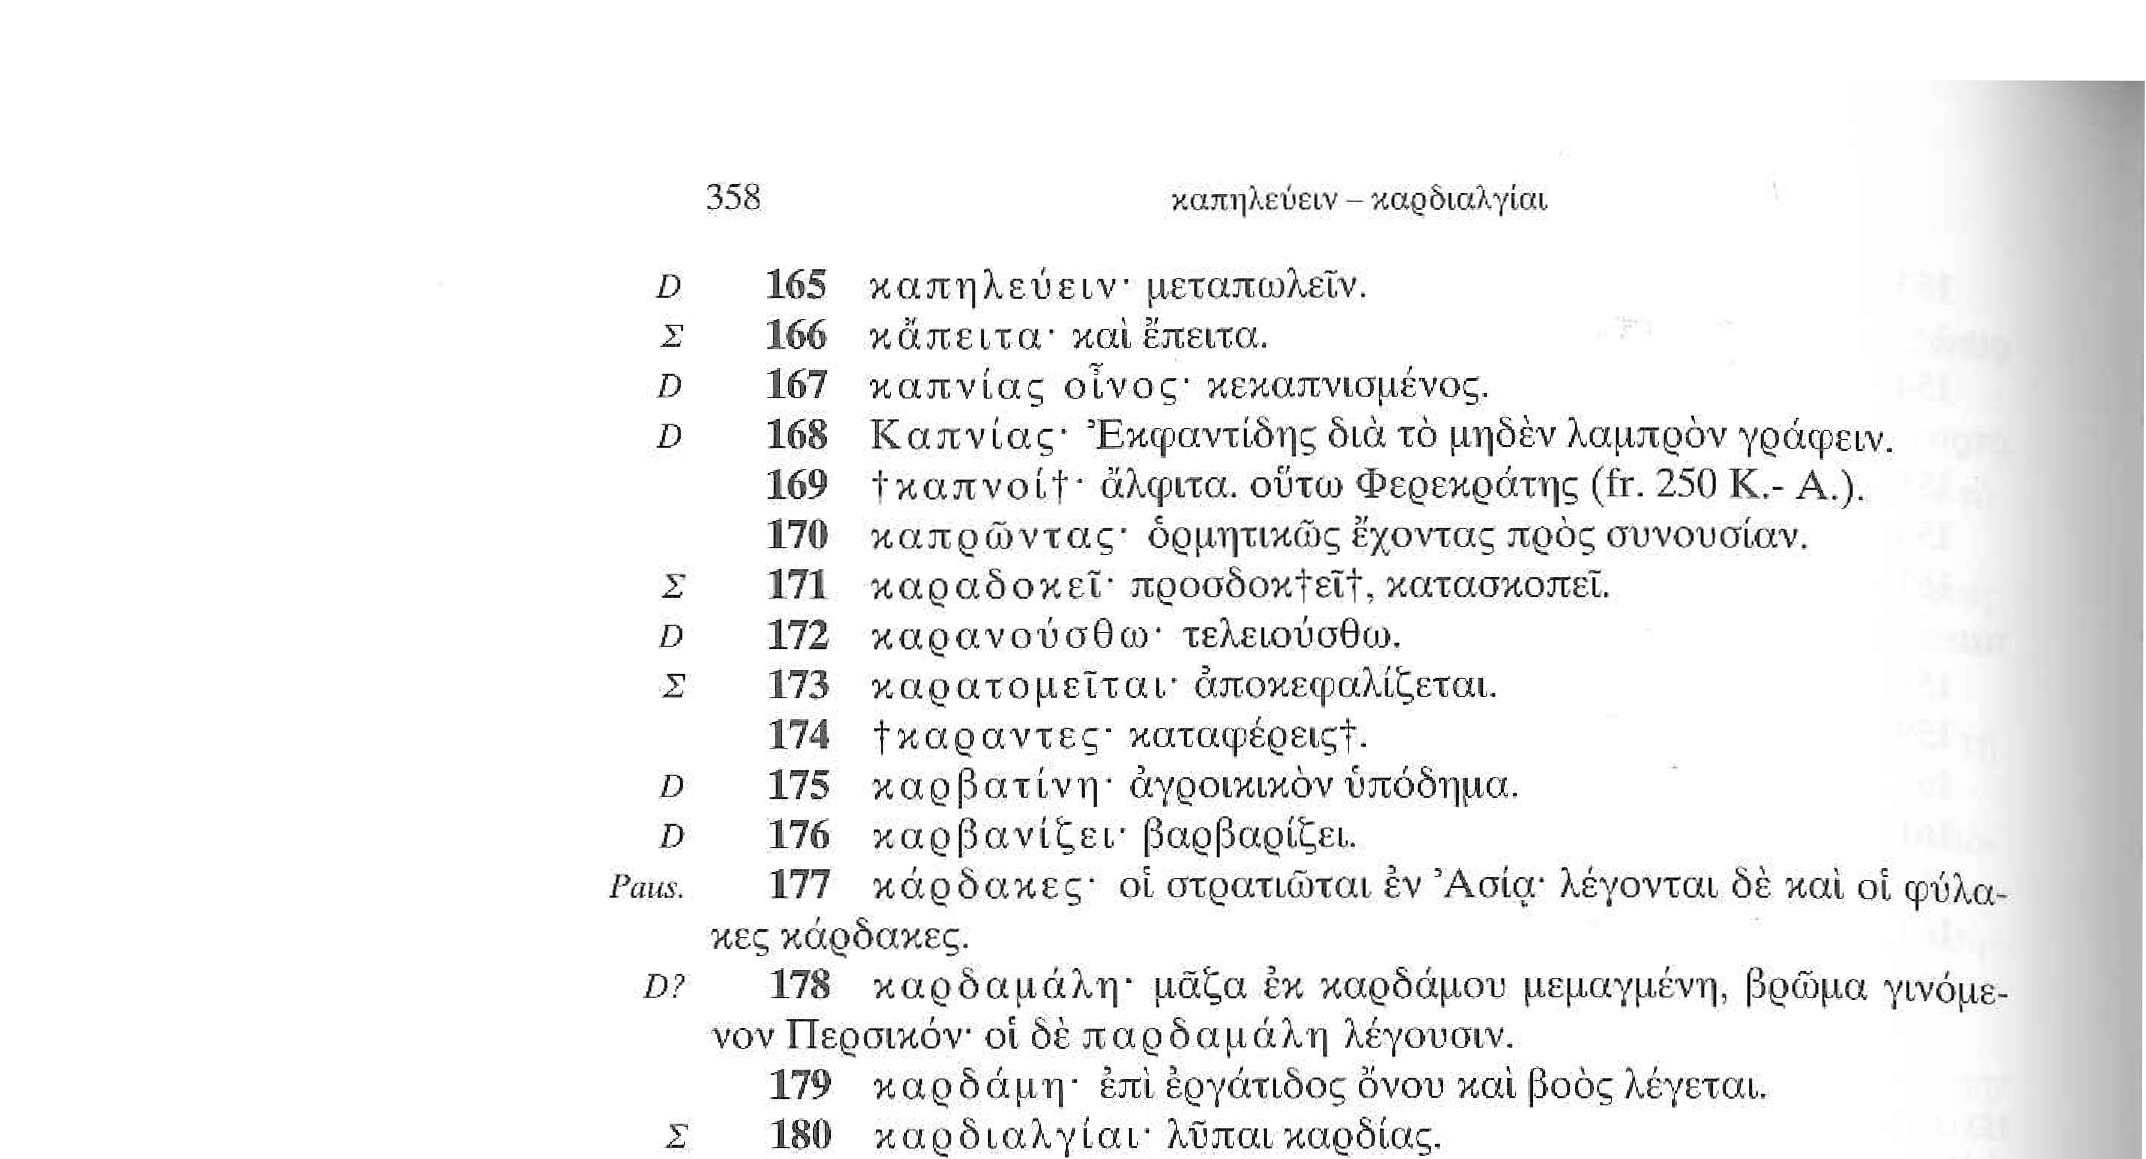 358 καπηλεύειν – καρδιαλγίαι
D 165 καπηλεύειν· μεταπωλεῖν.
Σ 166 κἄπειτα· καὶ ἔπειτα.
D 167 καπνίας οἶνος· κεκαπνισμένος.
D 168 Καπνίας· Ἐκφαντίδης διὰ τὸ μηδὲν λαμπρὸν γράφειν.
169 †καπνοί†· ἄλφιτα. οὕτω Φερεκράτης (fr. 250 K.- A.).
170 καπρῶντας· ὁρμητικῶς ἔχοντας πρὸς συνουσίαν.
Σ 171 καραδοκεῖ· προσδοκ†εῖ†, κατασκοπεῖ.
D 172 καρανούσθω· τελειούσθω.
Σ 173 καρατομεῖται· ἀποκεφαλίζεται.
174 †καραντες· καταφέρεις†.
D 175 καρβατίνη· ἀγροικικὸν ὑπόδημα.
D 176 καρβανίζει· βαρβαρίζει.
Paus. 177 κάρδακες· οἱ στρατιῶται ἐν Ἀσίᾳ· λέγονται δὲ καὶ οἱ φύλα-
κες κάρδακες.
D? 178 καρδαμάλη· μᾶζα ἐκ καρδάμου μεμαγμένη, βρῶμα γινόμε-
νον Περσικόν· οἱ δὲ παρδαμάλη λέγουσιν.
179 καρδάμη· ἐπὶ ἐργάτιδος ὄνου καὶ βοὸς λέγεται.
Σ 180 καρδιαλγίαι· λῦπαι καρδίας.